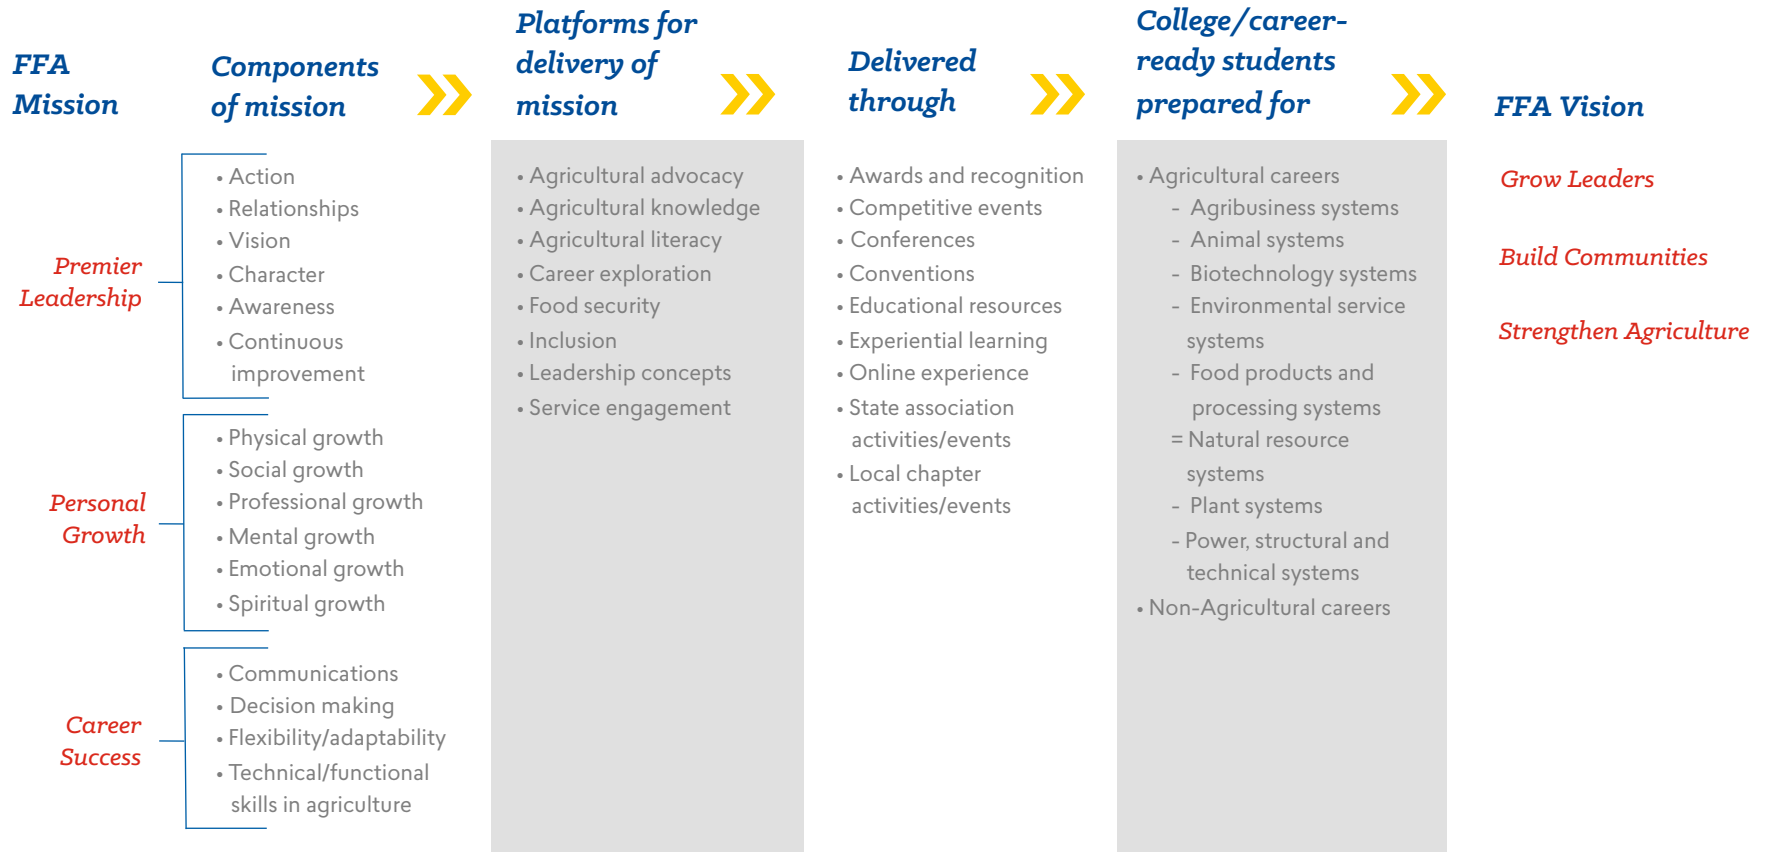 FFA
Mission
Components
of mission
Platforms for
delivery of
mission
Delivered
through
College/career-
ready students
prepared for
FFA Vision
Premier
Leadership
• Action
• Relationships
• Vision
• Character
• Awareness
• Continuous
improvement
Personal
Growth
• Physical growth
• Social growth
• Professional growth
• Mental growth
• Emotional growth
• Spiritual growth
Career
Success
• Communications
• Decision making
• Flexibility/adaptability
• Technical/functional
skills in agriculture
• Agricultural advocacy
• Agricultural knowledge
• Agricultural literacy
• Career exploration
• Food security
• Inclusion
• Leadership concepts
• Service engagement
• Awards and recognition
• Competitive events
• Conferences
• Conventions
• Educational resources
• Experiential learning
• Online experience
• State association
activities/events
• Local chapter
activities/events
• Agricultural careers
- Agribusiness systems
- Animal systems
- Biotechnology systems
- Environmental service
systems
- Food products and
processing systems
= Natural resource
systems
- Plant systems
- Power, structural and
technical systems
• Non-Agricultural careers
Grow Leaders
Build Communities
Strengthen Agriculture